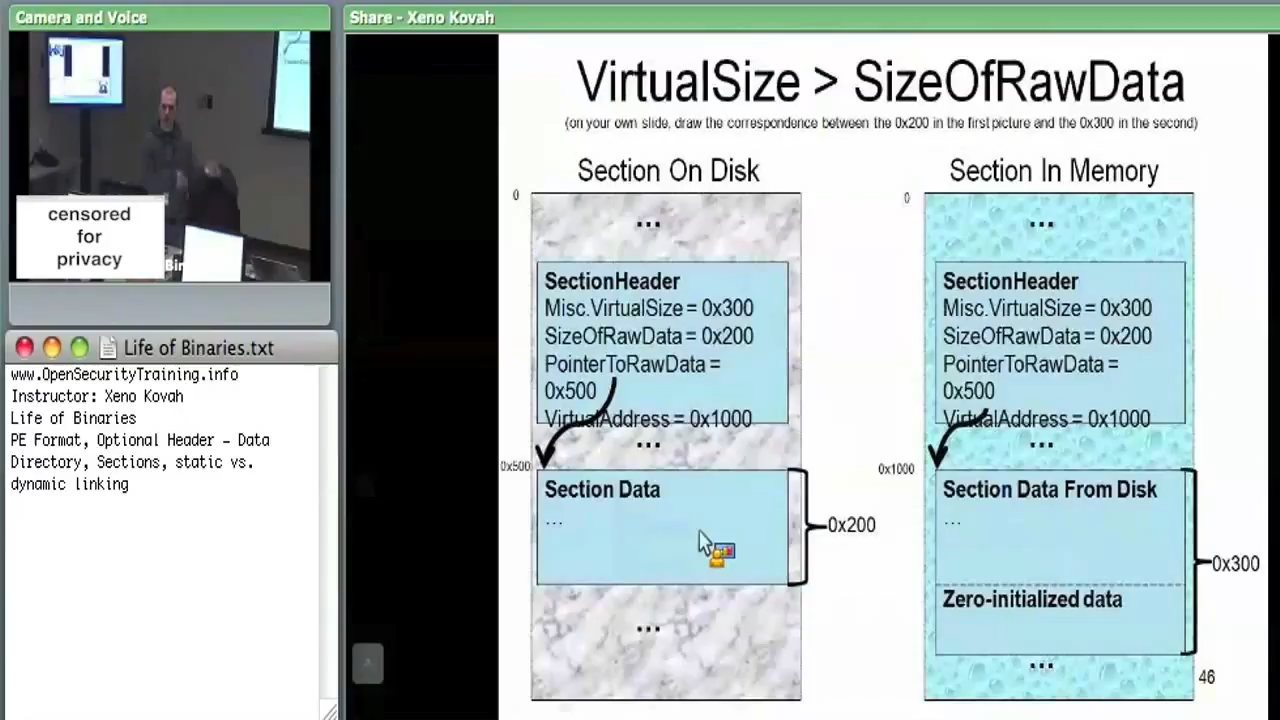 Camera and Voice
censored
for
privacy
Bin
Life of Binaries.txt
www.OpenSecurityTraining.info
Instructor: Xeno Kovah
Life of Binaries
PE Format, Optional Header – Data
Directory, Sections, static vs.
dynamic linking
Share - Xeno Kovah
VirtualSize > SizeOfRawData
(on your own slide, draw the correspondence between the 0x200 in the first picture and the 0x300 in the second)
Section On Disk
0
...
SectionHeader
Misc.VirtualSize = 0x300
SizeOfRawData = 0x200
PointerToRawData =
0x500
VirtualAddress = 0x1000
...
0x500
Section Data
...
0x200
...
Section In Memory
0
...
SectionHeader
Misc.VirtualSize = 0x300
SizeOfRawData = 0x200
PointerToRawData =
0x500
VirtualAddress = 0x1000
...
0x1000
Section Data From Disk
...
0x300
Zero-initialized data
...
46